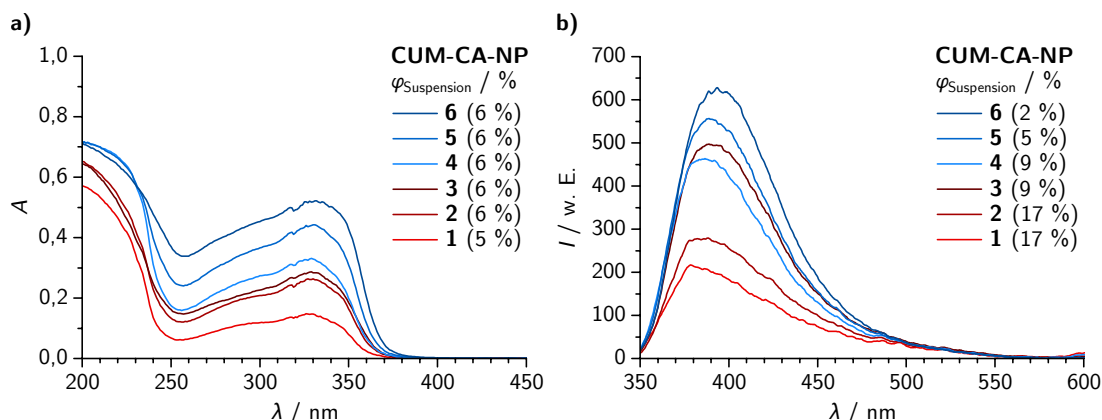 a)
CUM-CA-NP
φSuspension / %
6 (6 %)
5 (6 %)
4 (6 %)
3 (6 %)
2 (6 %)
1 (5 %)
1,0
0,8
0,6
0,4
0,2
0,0
A
200 250 300 350 400 450
λ / nm
b)
CUM-CA-NP
φSuspension / %
6 (2 %)
5 (5 %)
4 (9 %)
3 (9 %)
2 (17 %)
1 (17 %)
700
600
500
400
300
200
100
0
I / w. E.
350 400 450 500 550 600
λ / nm